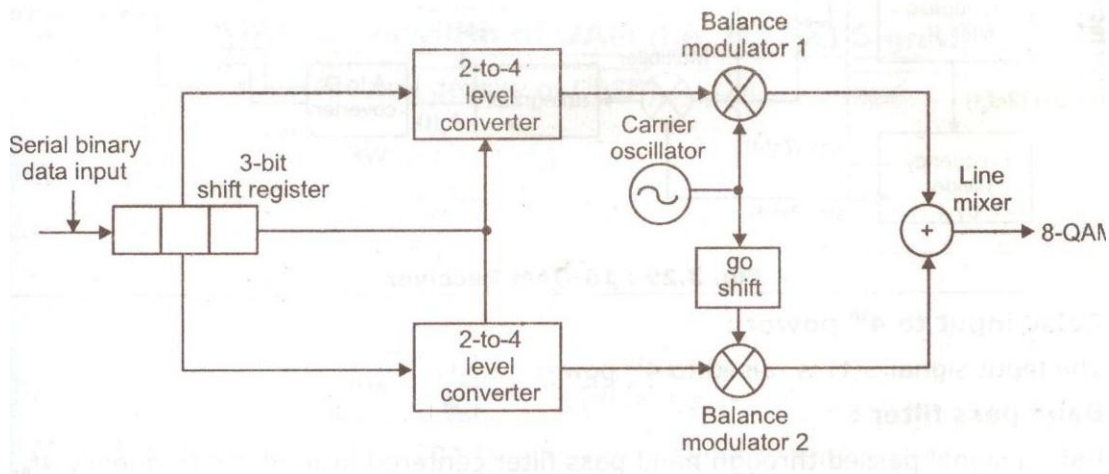 Balance
modulator 1
2-to-4
level
converter
Carrier
oscillator
Serial binary
data input
3-bit
shift register
Line
mixer
+
8-QAM
go
shift
2-to-4
level
converter
Balance
modulator 2